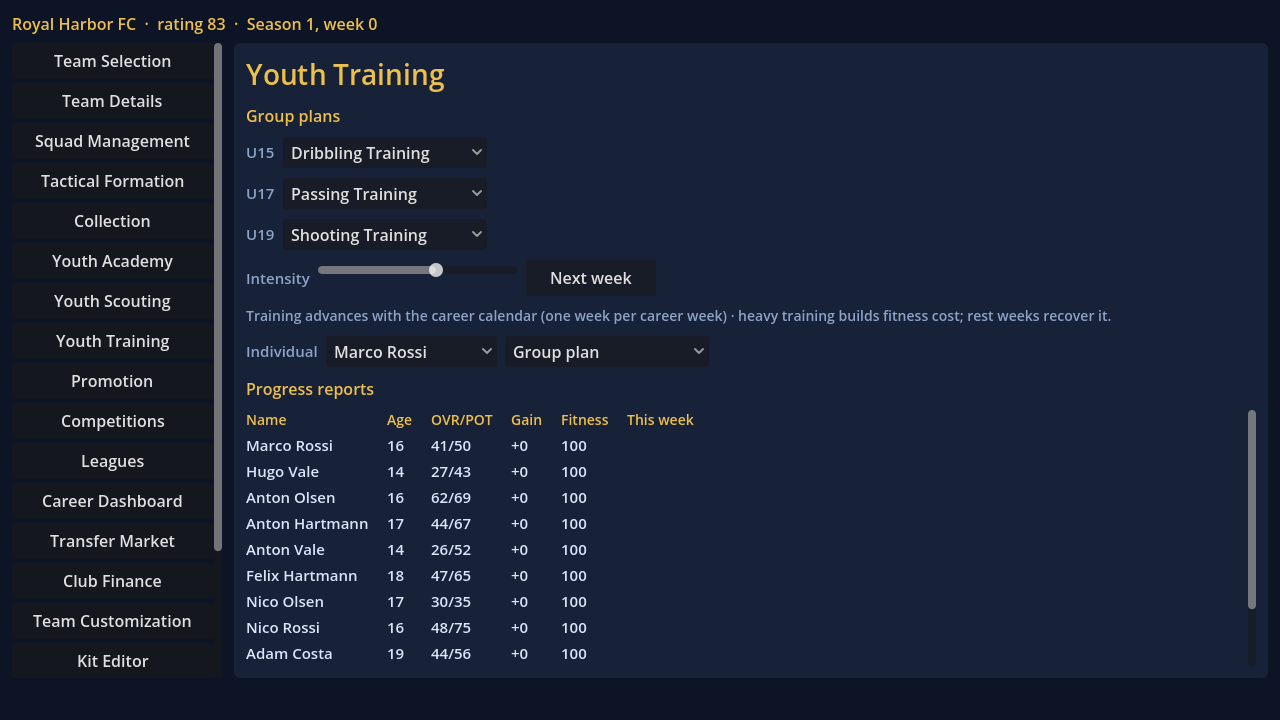 Royal Harbor FC · rating 83 · Season 1, week 0
Team Selection
Team Details
Squad Management
Tactical Formation
Collection
Youth Academy
Youth Scouting
Youth Training
Promotion
Competitions
Leagues
Career Dashboard
Transfer Market
Club Finance
Team Customization
Kit Editor
Youth Training
Group plans
U15 Dribbling Training
U17 Passing Training
U19 Shooting Training
Intensity Next week
Training advances with the career calendar (one week per career week) · heavy training builds fitness cost; rest weeks recover it.
Individual Marco Rossi Group plan
Progress reports
Name Age OVR/POT Gain Fitness This week
Marco Rossi 16 41/50 +0 100
Hugo Vale 14 27/43 +0 100
Anton Olsen 16 62/69 +0 100
Anton Hartmann 17 44/67 +0 100
Anton Vale 14 26/52 +0 100
Felix Hartmann 18 47/65 +0 100
Nico Olsen 17 30/35 +0 100
Nico Rossi 16 48/75 +0 100
Adam Costa 19 44/56 +0 100